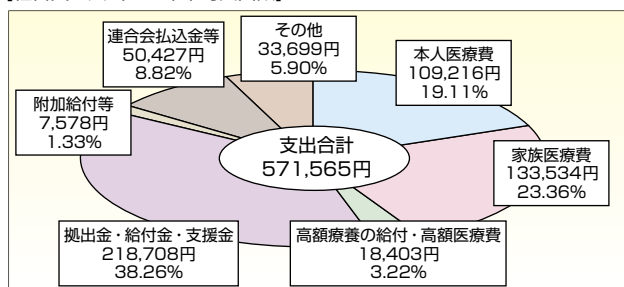 連合会払込金等
50,427円
8.82%
その他
33,699円
5.90%
本人医療費
109,216円
19.11%
附加給付等
7,578円
1.33%
支出合計
571,565円
家族医療費
133,534円
23.36%
拠出金・給付金・支援金
218,708円
38.26%
高額療養の給付・高額医療費
18,403円
3.22%